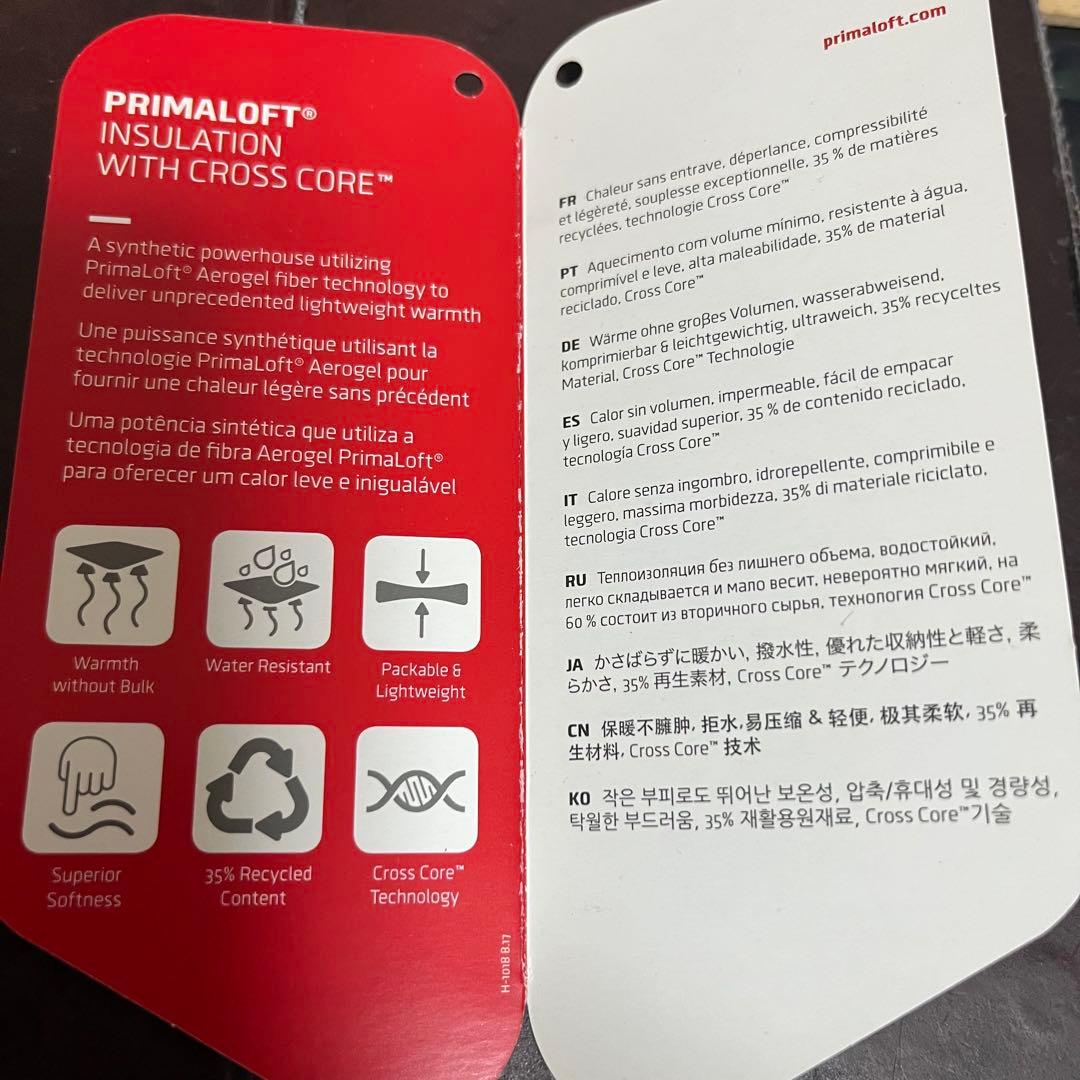 PRIMALOFT®
INSULATION
WITH CROSS CORE™
A synthetic powerhouse utilizing
PrimaLoft® Aerogel fiber technology to
deliver unprecedented lightweight warmth
Une puissance synthétique utilisant la
technologie PrimaLoft® Aerogel pour
fournir une chaleur légère sans précédent
Uma potência sintética que utiliza a
tecnologia de fibra Aerogel PrimaLoft®
para oferecer um calor leve e inigualável
Warmth
without Bulk
Water Resistant
Packable &
Lightweight
Superior
Softness
35% Recycled
Content
Cross Core™
Technology
H-1018 8.17
primaloft.com
FR Chaleur sans entrave, déperlance, compressibilité
et légèreté, souplesse exceptionnelle, 35 % de matières
recyclées, technologie Cross Core™
PT Aquecimento com volume mínimo, resistente à água,
comprimível e leve, alta maleabilidade, 35% de material
reciclado, Cross Core™
DE Wärme ohne großes Volumen, wasserabweisend,
komprimierbar & leichtgewichtig, ultraweich, 35% recyceltes
Material, Cross Core™ Technologie
ES Calor sin volumen, impermeable, fácil de empacar
y ligero, suavidad superior, 35 % de contenido reciclado,
tecnología Cross Core™
IT Calore senza ingombro, idrorepellente, comprimibile e
leggero, massima morbidezza, 35% di materiale riciclato,
tecnologia Cross Core™
RU Теплоизоляция без лишнего объема, водостойкий,
легко складывается и мало весит, невероятно мягкий, на
60 % состоит из вторичного сырья, технология Cross Core™
JA かさばらずに暖かい, 撥水性, 優れた収納性と軽さ, 柔
らかさ, 35% 再生素材, Cross Core™ テクノロジー
CN 保暖不臃肿, 拒水,易压缩 & 轻便, 极其柔软, 35% 再
生材料, Cross Core™ 技术
KO 작은 부피로도 뛰어난 보온성, 압축/휴대성 및 경량성,
탁월한 부드러움, 35% 재활용원재료, Cross Core™기술